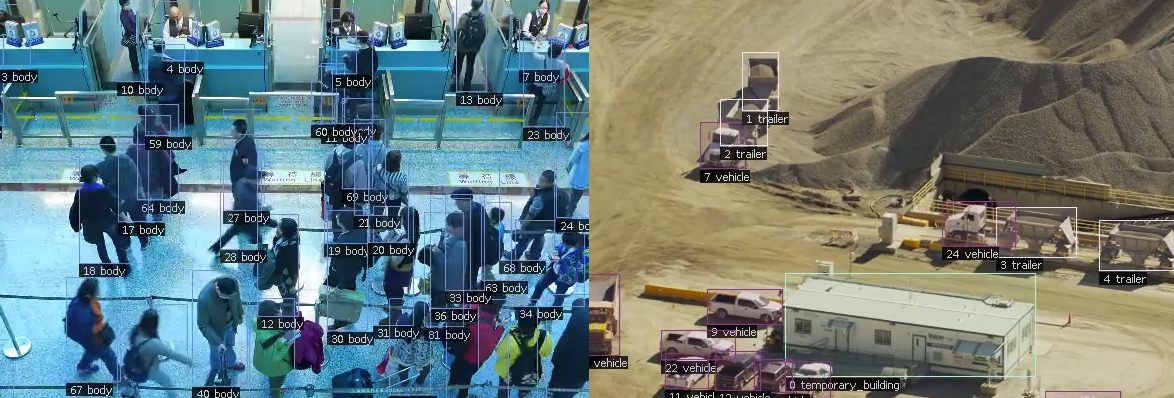 3 body
4 body
5 body
7 body
10 body
13 body
23 body
59 body
60 body
64 body
17 body
69 body
27 body
21 body
24 b
28 body
19 body
20 body
18 body
68 body
63 body
33 body
36 body
34 body
12 body
30 body
31 body
81 body
67 body
40 body
Waiting Line
1 trailer
2 trailer
7 vehicle
24 vehicle
3 trailer
4 trailer
9 vehicle
vehicle
22 vehicle
0 temporary_building